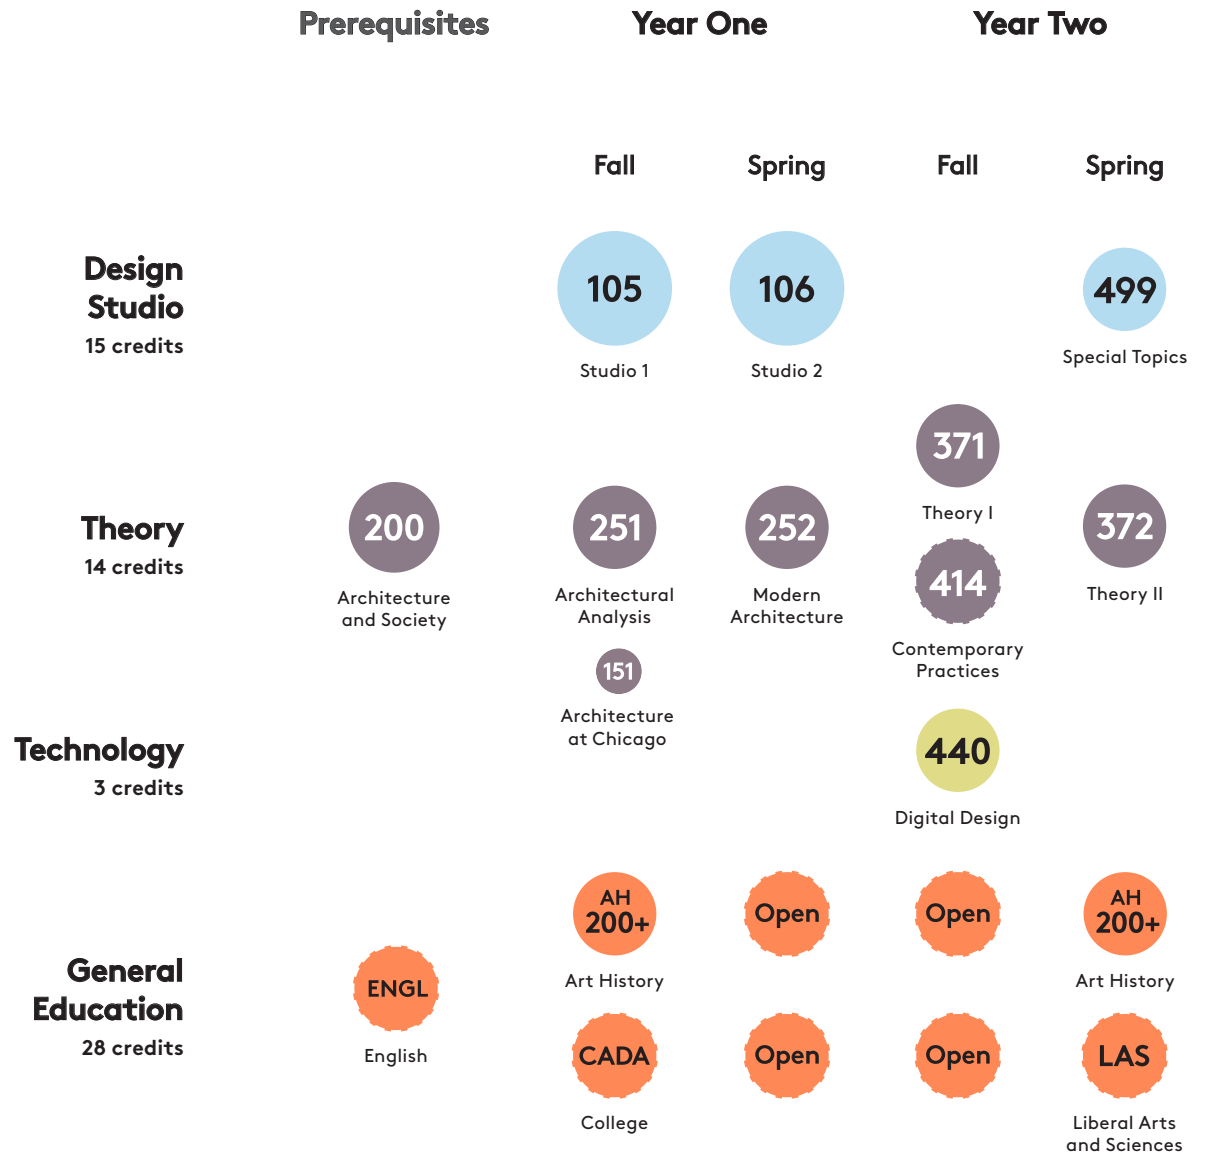 Prerequisites
Year One
Year Two
Fall
Spring
Fall
Spring
Design
Studio
15 credits
105
Studio 1
106
Studio 2
499
Special Topics
Theory
14 credits
200
Architecture
and Society
251
Architectural
Analysis
151
Architecture
at Chicago
252
Modern
Architecture
371
Theory I
414
Contemporary
Practices
372
Theory II
Technology
3 credits
440
Digital Design
General
Education
28 credits
ENGL
English
AH
200+
Art History
CADA
College
Open
Open
Open
Open
AH
200+
Art History
LAS
Liberal Arts
and Sciences